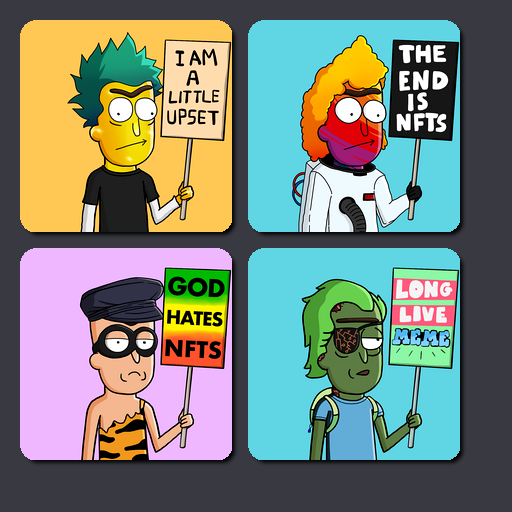 I AM
A
LITTLE
UPSET
THE
END
IS
NFTS
GOD
HATES
NFTS
LONG
LIVE
MEME